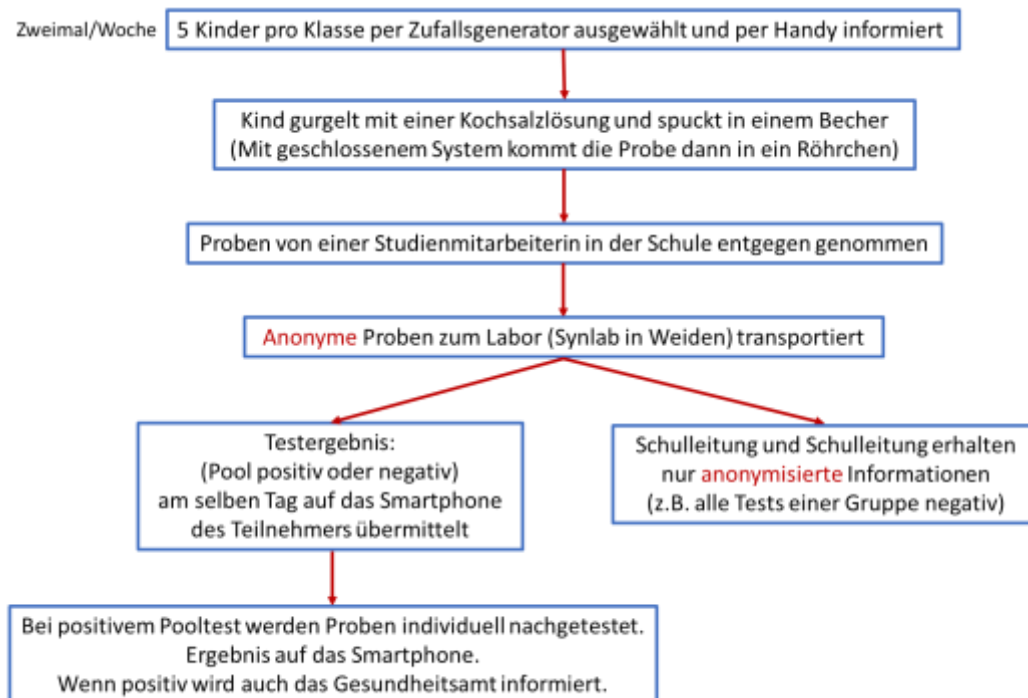 Zweimal/Woche
5 Kinder pro Klasse per Zufallsgenerator ausgewählt und per Handy informiert
Kind gurgelt mit einer Kochsalzlösung und spuckt in einem Becher
(Mit geschlossenem System kommt die Probe dann in ein Röhrchen)
Proben von einer Studienmitarbeiterin in der Schule entgegen genommen
Anonyme Proben zum Labor (Synlab in Weiden) transportiert
Testergebnis:
(Pool positiv oder negativ)
am selben Tag auf das Smartphone
des Teilnehmers übermittelt
Schulleitung und Schulleitung erhalten
nur anonymisierte Informationen
(z.B. alle Tests einer Gruppe negativ)
Bei positivem Pooltest werden Proben individuell nachgetestet.
Ergebnis auf das Smartphone.
Wenn positiv wird auch das Gesundheitsamt informiert.